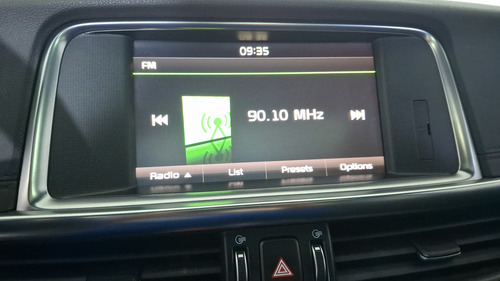 09:35
FM
90.10 MHz
Radio ▲ List Presets Options